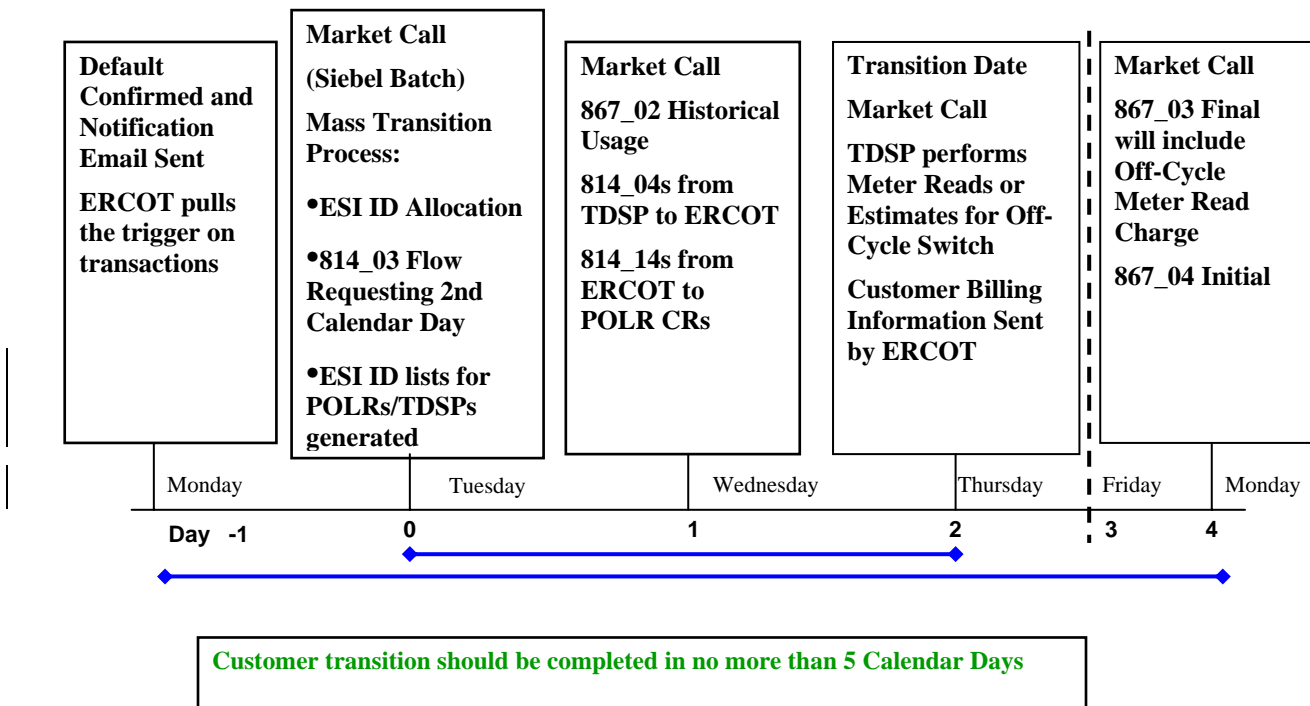 Default
Confirmed and
Notification
Email Sent
ERCOT pulls
the trigger on
transactions
Market Call
(Siebel Batch)
Mass Transition
Process:
•ESI ID Allocation
•814_03 Flow
Requesting 2nd
Calendar Day
•ESI ID lists for
POLRs/TDSPs
generated
Market Call
867_02 Historical
Usage
814_04s from
TDSP to ERCOT
814_14s from
ERCOT to
POLR CRs
Transition Date
Market Call
TDSP performs
Meter Reads or
Estimates for Off-
Cycle Switch
Customer Billing
Information Sent
by ERCOT
Market Call
867_03 Final
will include
Off-Cycle
Meter Read
Charge
867_04 Initial
Monday Tuesday Wednesday Thursday Friday Monday
Day -1 0 1 2 3 4
Customer transition should be completed in no more than 5 Calendar Days